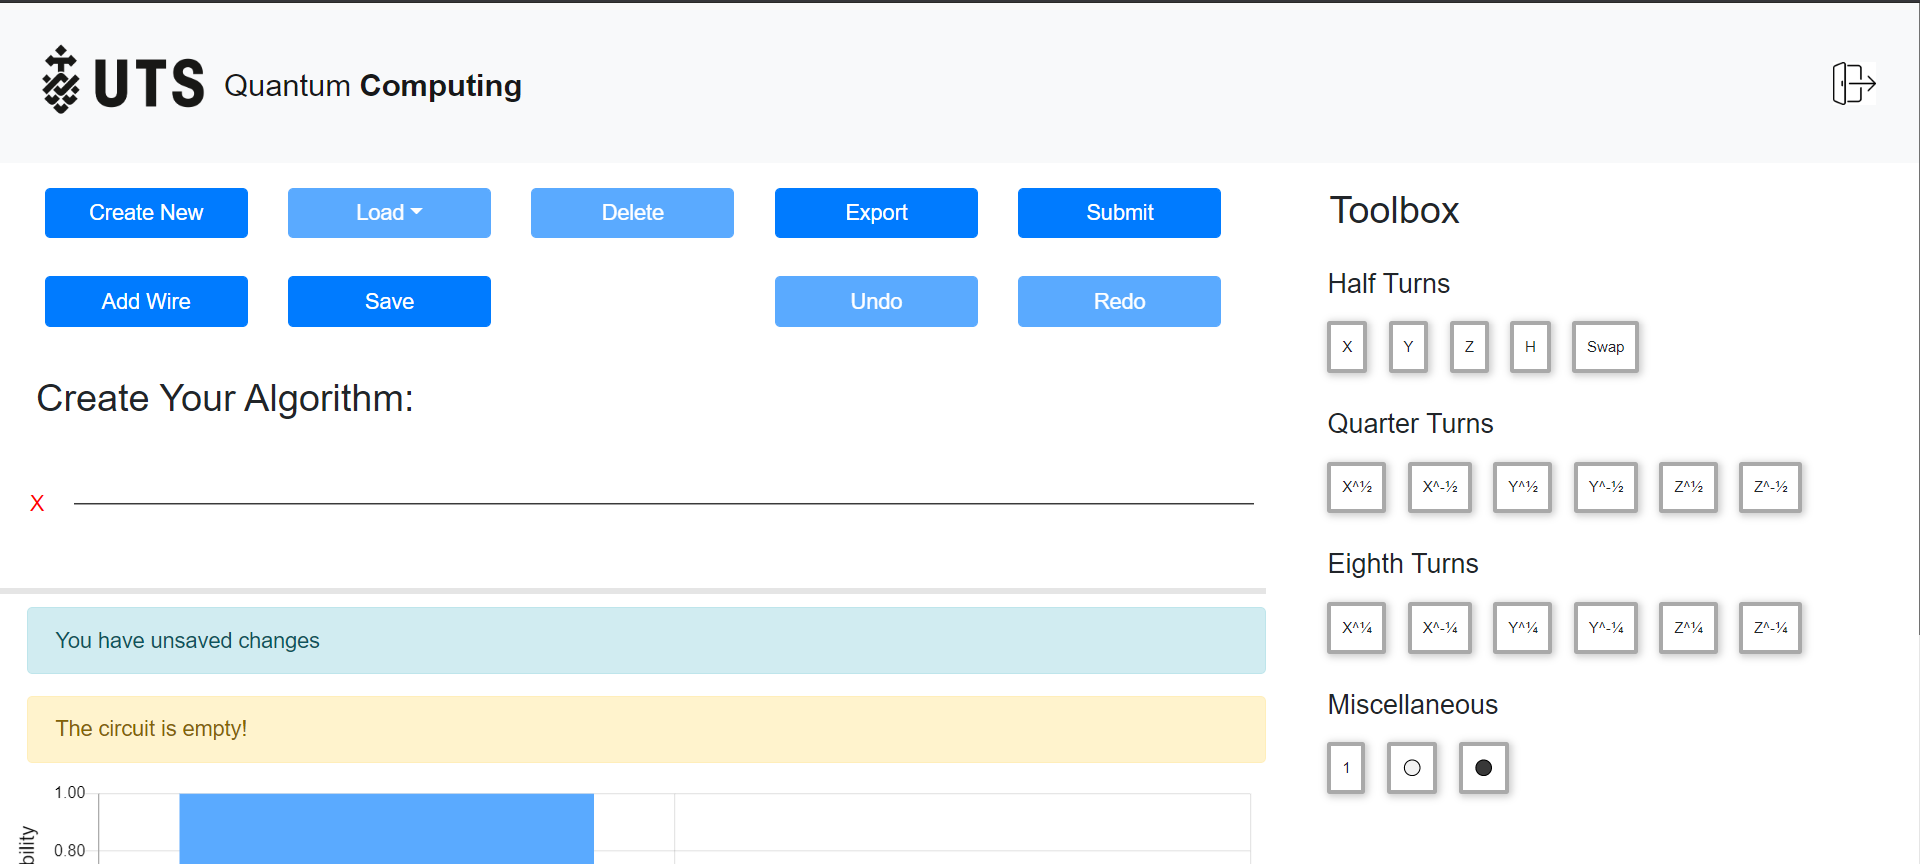 UTS Quantum Computing
Create New
Load
Delete
Export
Submit
Add Wire
Save
Undo
Redo
Create Your Algorithm:
X
You have unsaved changes
The circuit is empty!
1.00
0.80
Toolbox
Half Turns
X
Y
Z
H
Swap
Quarter Turns
X^½
X^-½
Y^½
Y^-½
Z^½
Z^-½
Eighth Turns
X^¼
X^-¼
Y^¼
Y^-¼
Z^¼
Z^-¼
Miscellaneous
1